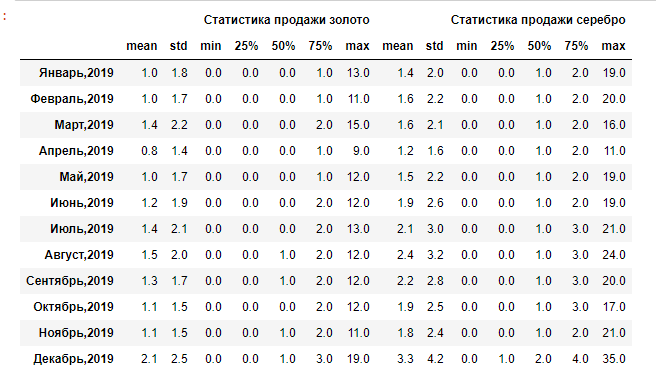 :
Статистика продажи золото Статистика продажи серебро
mean std min 25% 50% 75% max mean std min 25% 50% 75% max
Январь,2019 1.0 1.8 0.0 0.0 0.0 1.0 13.0 1.4 2.0 0.0 0.0 1.0 2.0 19.0
Февраль,2019 1.0 1.7 0.0 0.0 0.0 1.0 11.0 1.6 2.2 0.0 0.0 1.0 2.0 20.0
Март,2019 1.4 2.2 0.0 0.0 0.0 2.0 15.0 1.6 2.1 0.0 0.0 1.0 2.0 16.0
Апрель,2019 0.8 1.4 0.0 0.0 0.0 1.0 9.0 1.2 1.6 0.0 0.0 1.0 2.0 11.0
Май,2019 1.0 1.7 0.0 0.0 0.0 1.0 12.0 1.5 2.2 0.0 0.0 1.0 2.0 19.0
Июнь,2019 1.2 1.9 0.0 0.0 0.0 2.0 12.0 1.9 2.6 0.0 0.0 1.0 2.0 19.0
Июль,2019 1.4 2.1 0.0 0.0 0.0 2.0 13.0 2.1 3.0 0.0 0.0 1.0 3.0 21.0
Август,2019 1.5 2.0 0.0 0.0 1.0 2.0 12.0 2.4 3.2 0.0 0.0 1.0 3.0 24.0
Сентябрь,2019 1.3 1.7 0.0 0.0 1.0 2.0 12.0 2.2 2.8 0.0 0.0 1.0 3.0 20.0
Октябрь,2019 1.1 1.5 0.0 0.0 0.0 2.0 12.0 1.9 2.5 0.0 0.0 1.0 3.0 17.0
Ноябрь,2019 1.1 1.5 0.0 0.0 1.0 2.0 11.0 1.8 2.4 0.0 0.0 1.0 2.0 21.0
Декабрь,2019 2.1 2.5 0.0 0.0 1.0 3.0 19.0 3.3 4.2 0.0 1.0 2.0 4.0 35.0